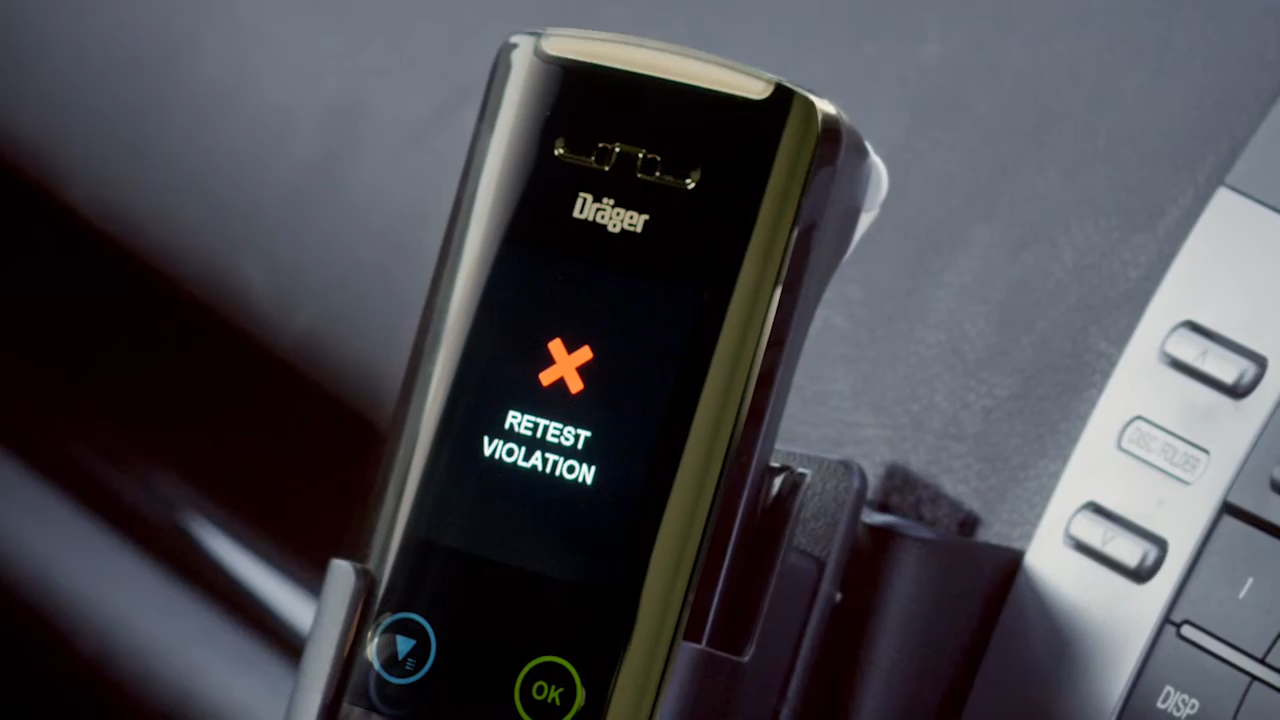 Dräger
RETEST
VIOLATION
OK
DISC/FOLDER
DISP